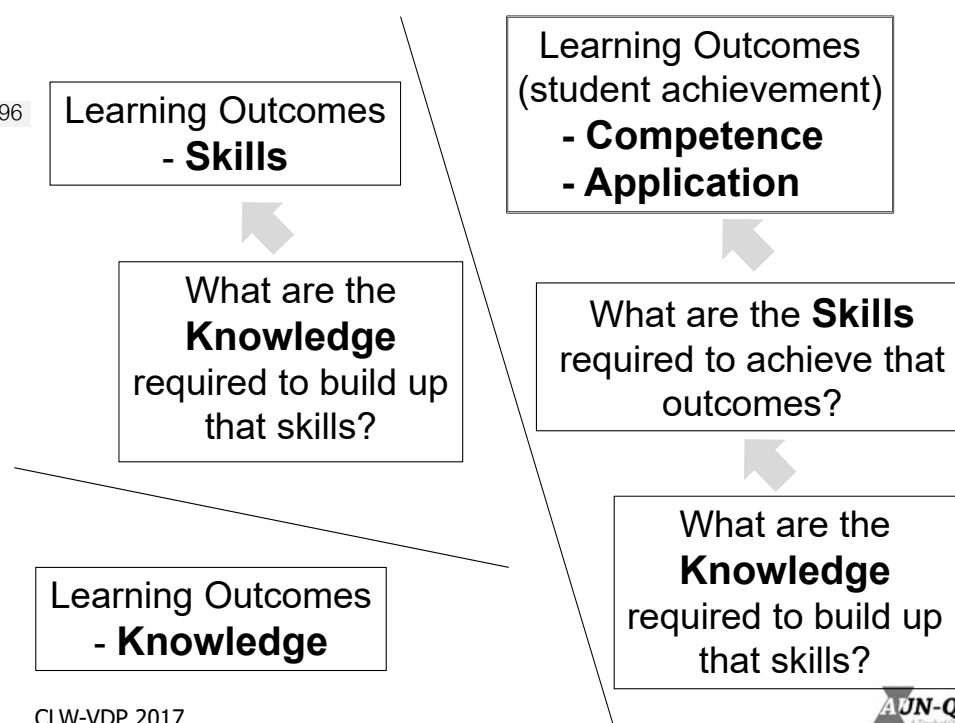 96
Learning Outcomes
- Skills
What are the
Knowledge
required to build up
that skills?
Learning Outcomes
- Knowledge
Learning Outcomes
(student achievement)
- Competence
- Application
What are the Skills
required to achieve that
outcomes?
What are the
Knowledge
required to build up
that skills?
CLW-VDP 2017
AUN-Q